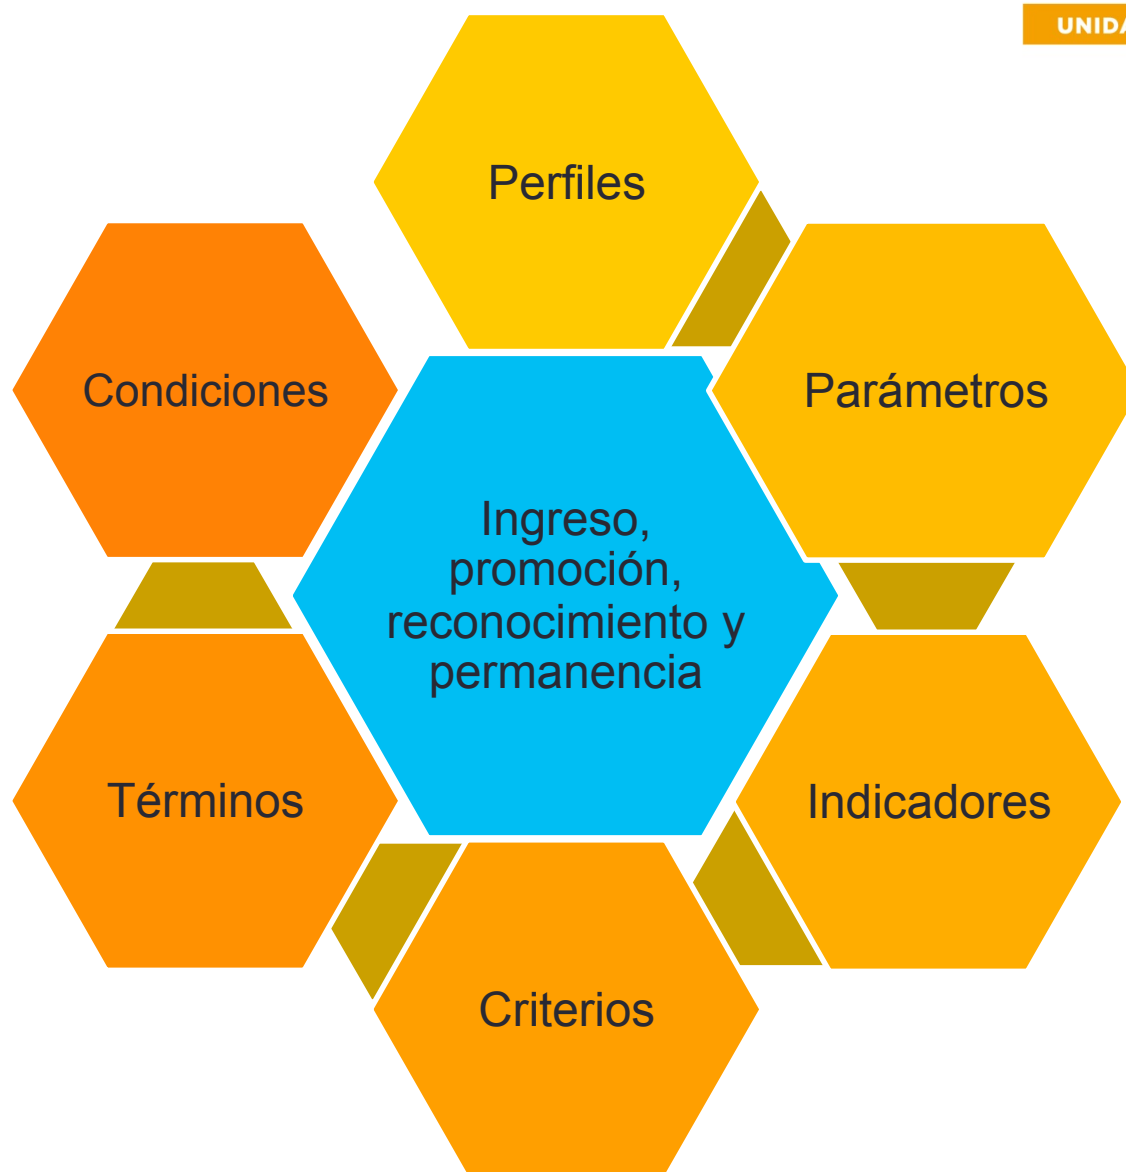 UNIDA
Perfiles
Condiciones
Parámetros
Ingreso,
promoción,
reconocimiento y
permanencia
Términos
Indicadores
Criterios